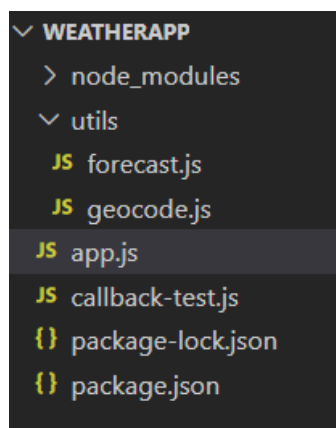 WEATHERAPP
node_modules
utils
JS forecast.js
JS geocode.js
JS app.js
JS callback-test.js
{} package-lock.json
{} package.json